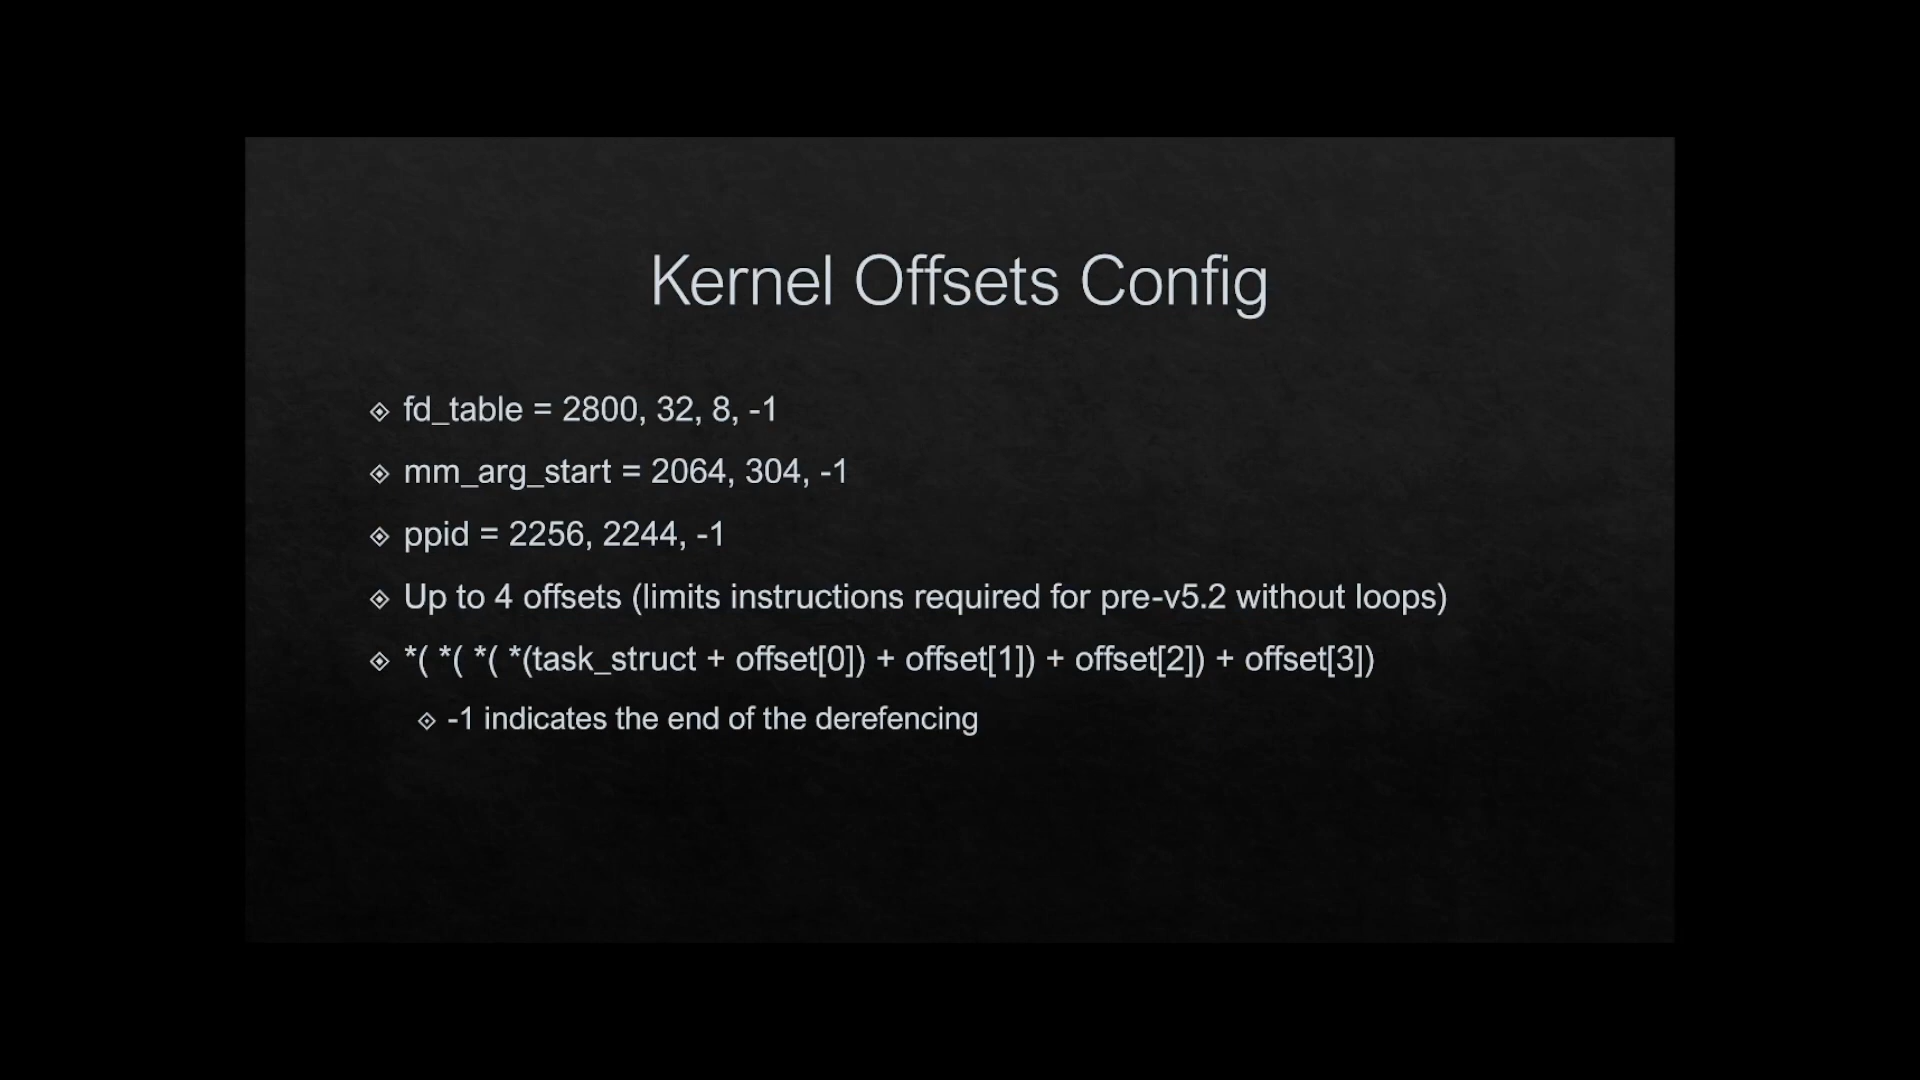 Kernel Offsets Config
fd_table = 2800, 32, 8, -1
mm_arg_start = 2064, 304, -1
ppid = 2256, 2244, -1
Up to 4 offsets (limits instructions required for pre-v5.2 without loops)
*( *( *( *(task_struct + offset[0]) + offset[1]) + offset[2]) + offset[3])
-1 indicates the end of the derefencing